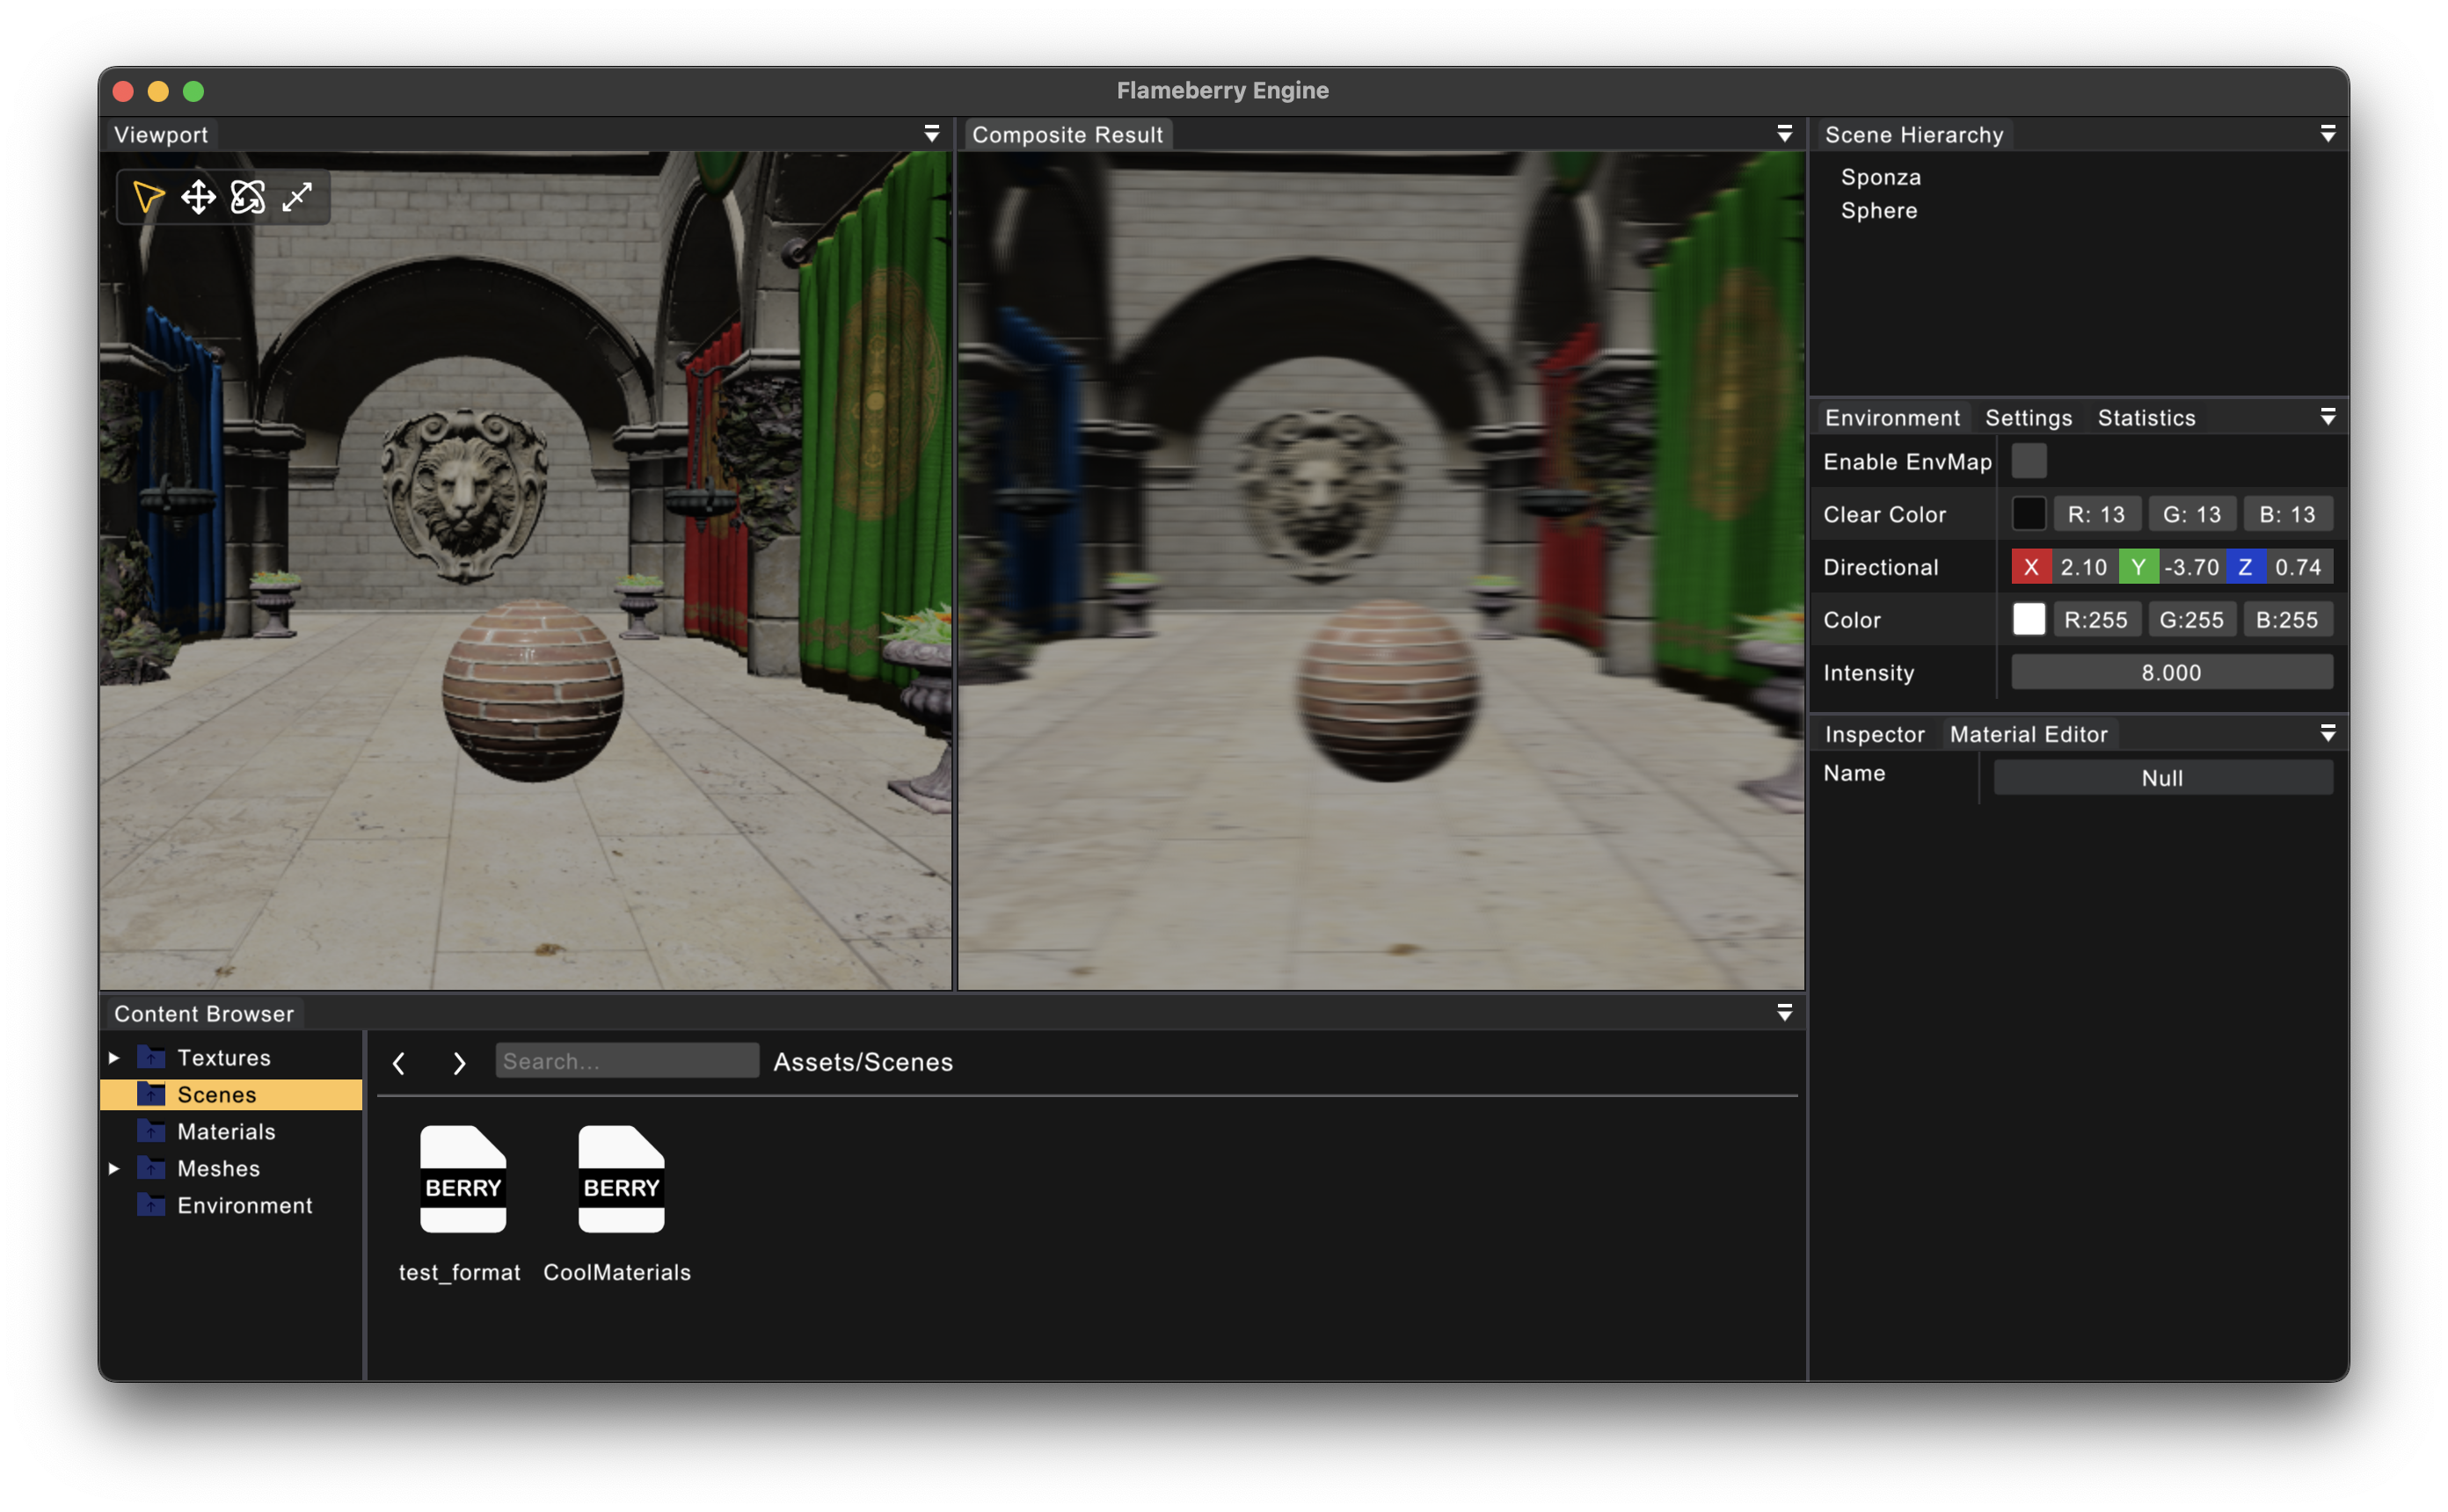 Flameberry Engine
Viewport
Composite Result
Scene Hierarchy
Sponza
Sphere
Environment Settings Statistics
Enable EnvMap
Clear Color R: 13 G: 13 B: 13
Directional X 2.10 Y -3.70 Z 0.74
Color R:255 G:255 B:255
Intensity 8.000
Inspector Material Editor
Name Null
Content Browser
Textures
Scenes
Materials
Meshes
Environment
Search... Assets/Scenes
BERRY BERRY
test_format CoolMaterials